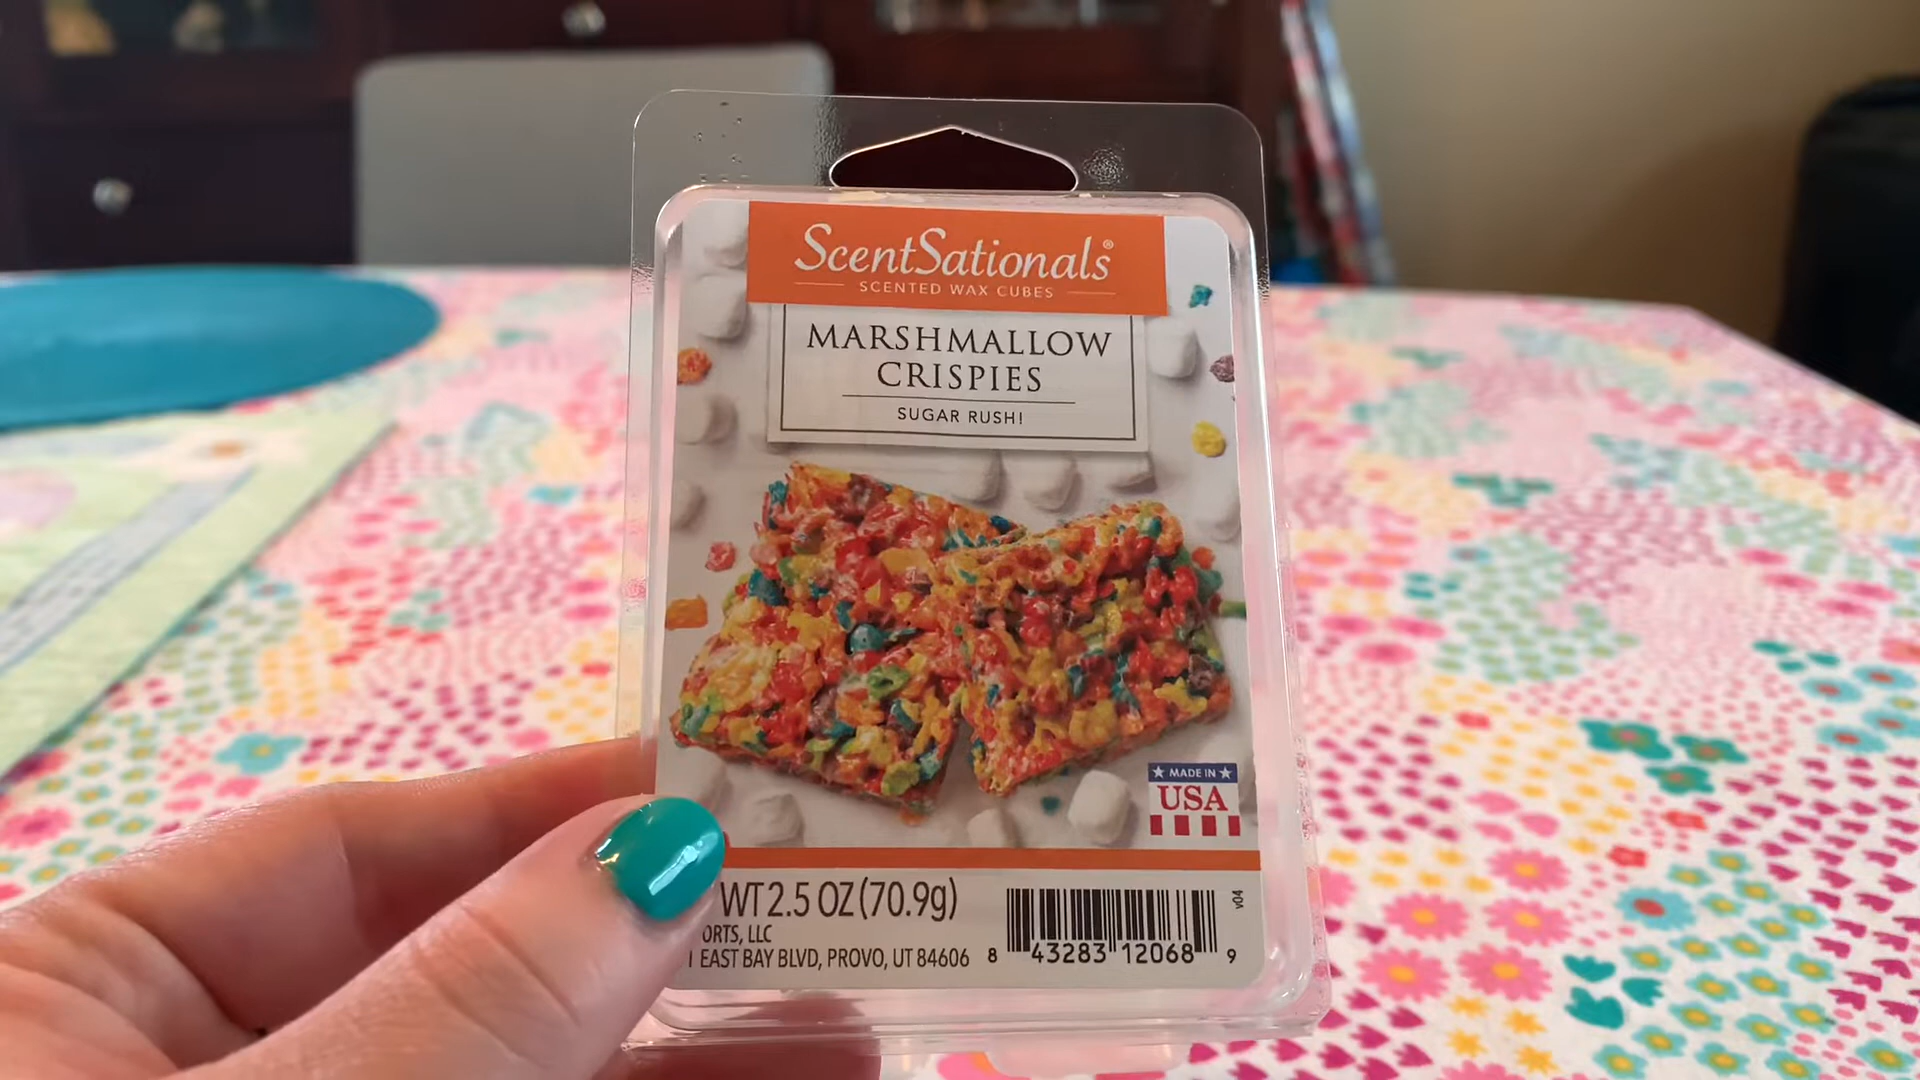 ScentSationals®
SCENTED WAX CUBES
MARSHMALLOW
CRISPIES
SUGAR RUSH!
★ MADE IN ★
USA
WT 2.5 OZ (70.9g)
ORTS, LLC
EAST BAY BLVD, PROVO, UT 84606
8 43283 12068 9
v04